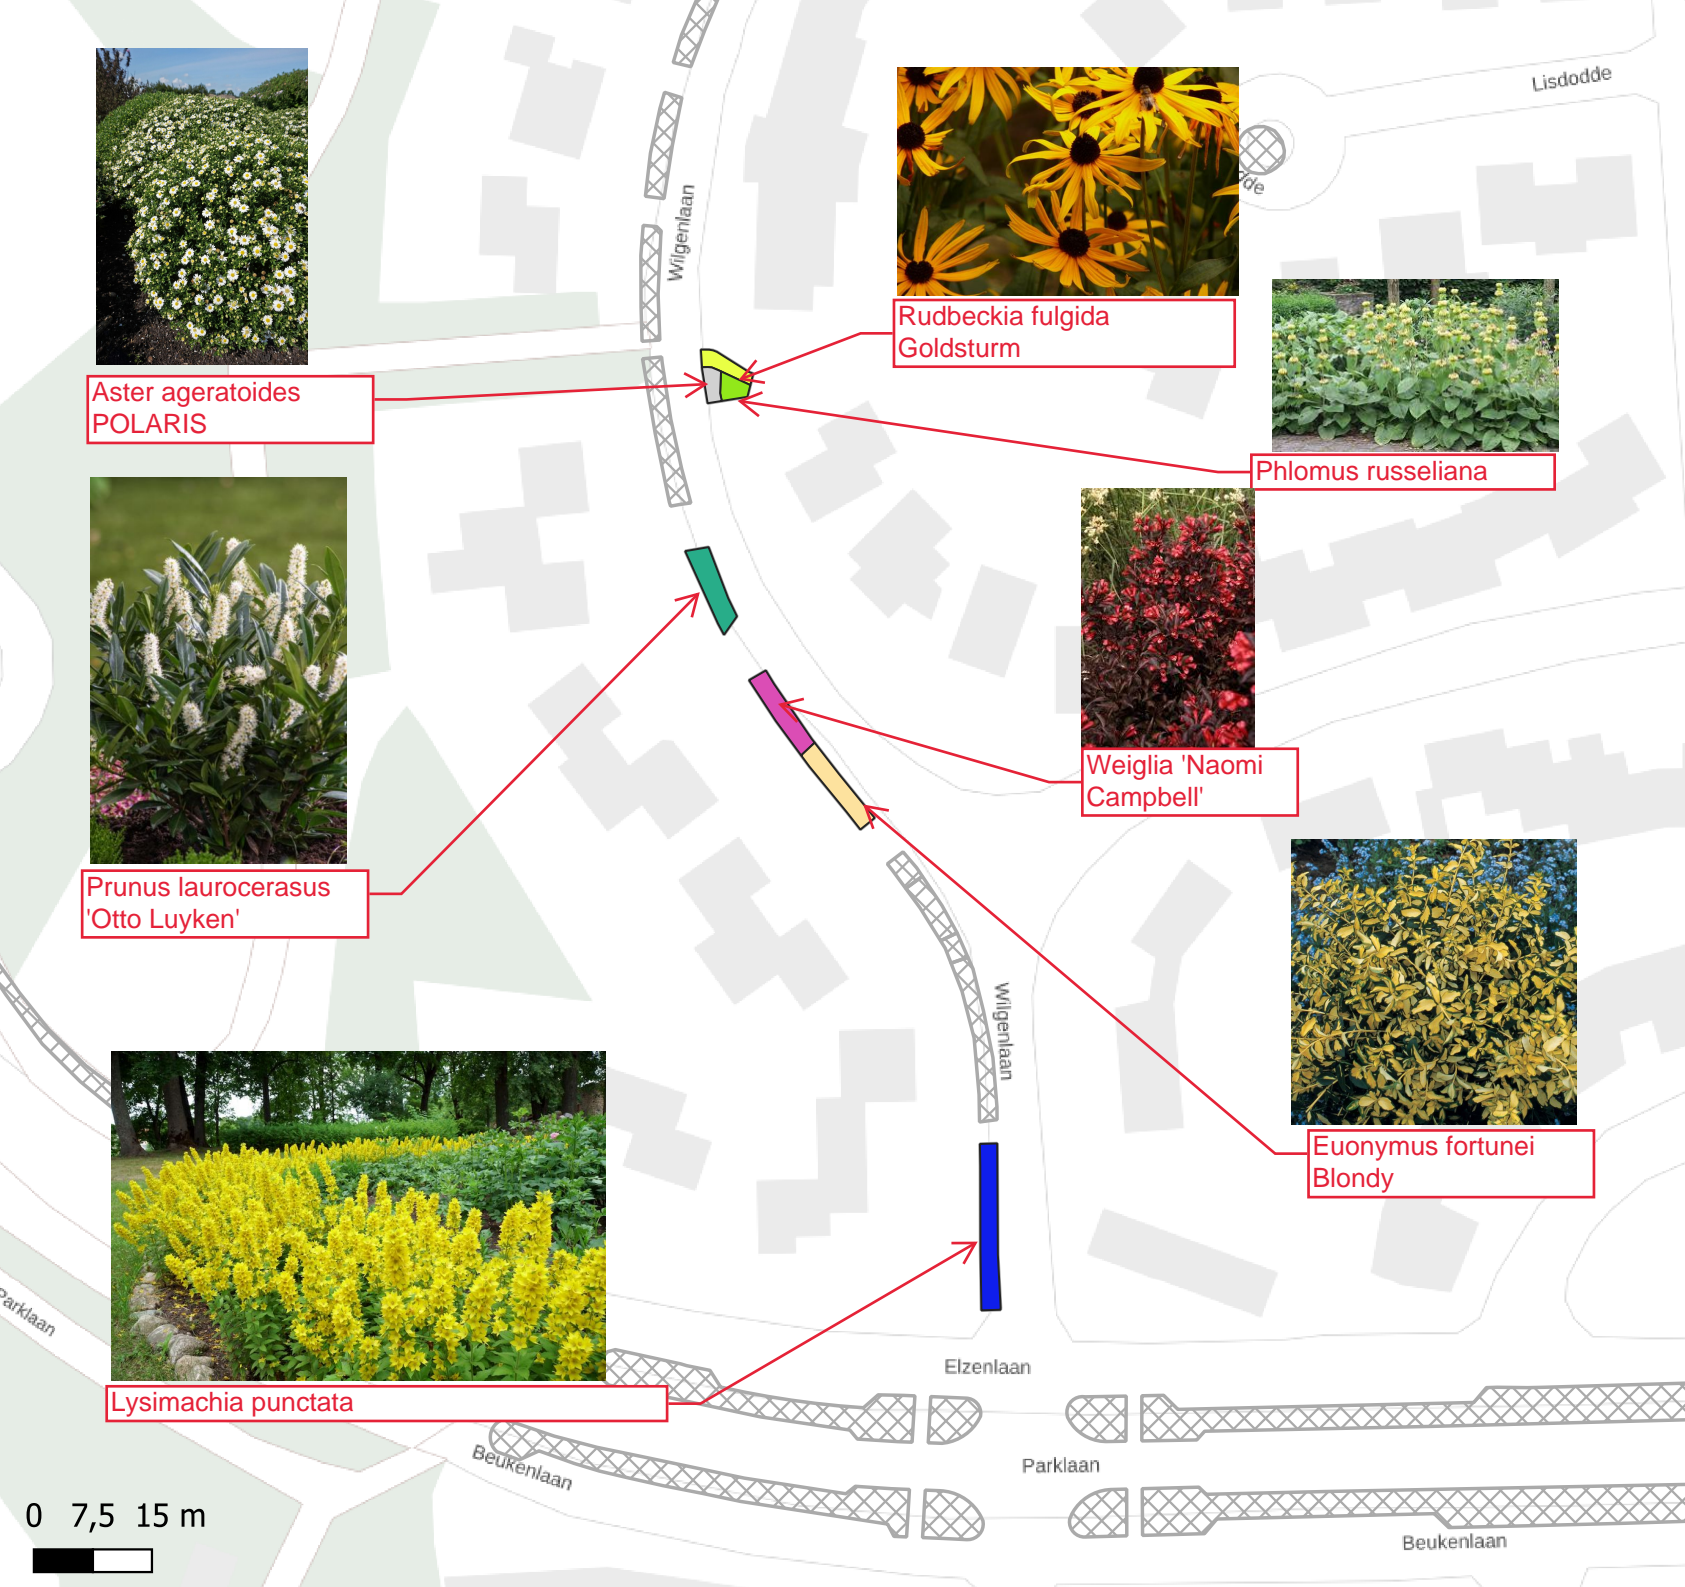 Lisdodde
dde
Wilgenlaan
Rudbeckia fulgida
Goldsturm
Aster ageratoides
POLARIS
Phlomus russeliana
Weiglia 'Naomi
Campbell'
Prunus laurocerasus
'Otto Luyken'
Wilgenlaan
Euonymus fortunei
Blondy
Parklaan
Elzenlaan
Lysimachia punctata
Beukenlaan
Parklaan
0 7,5 15 m
Beukenlaan